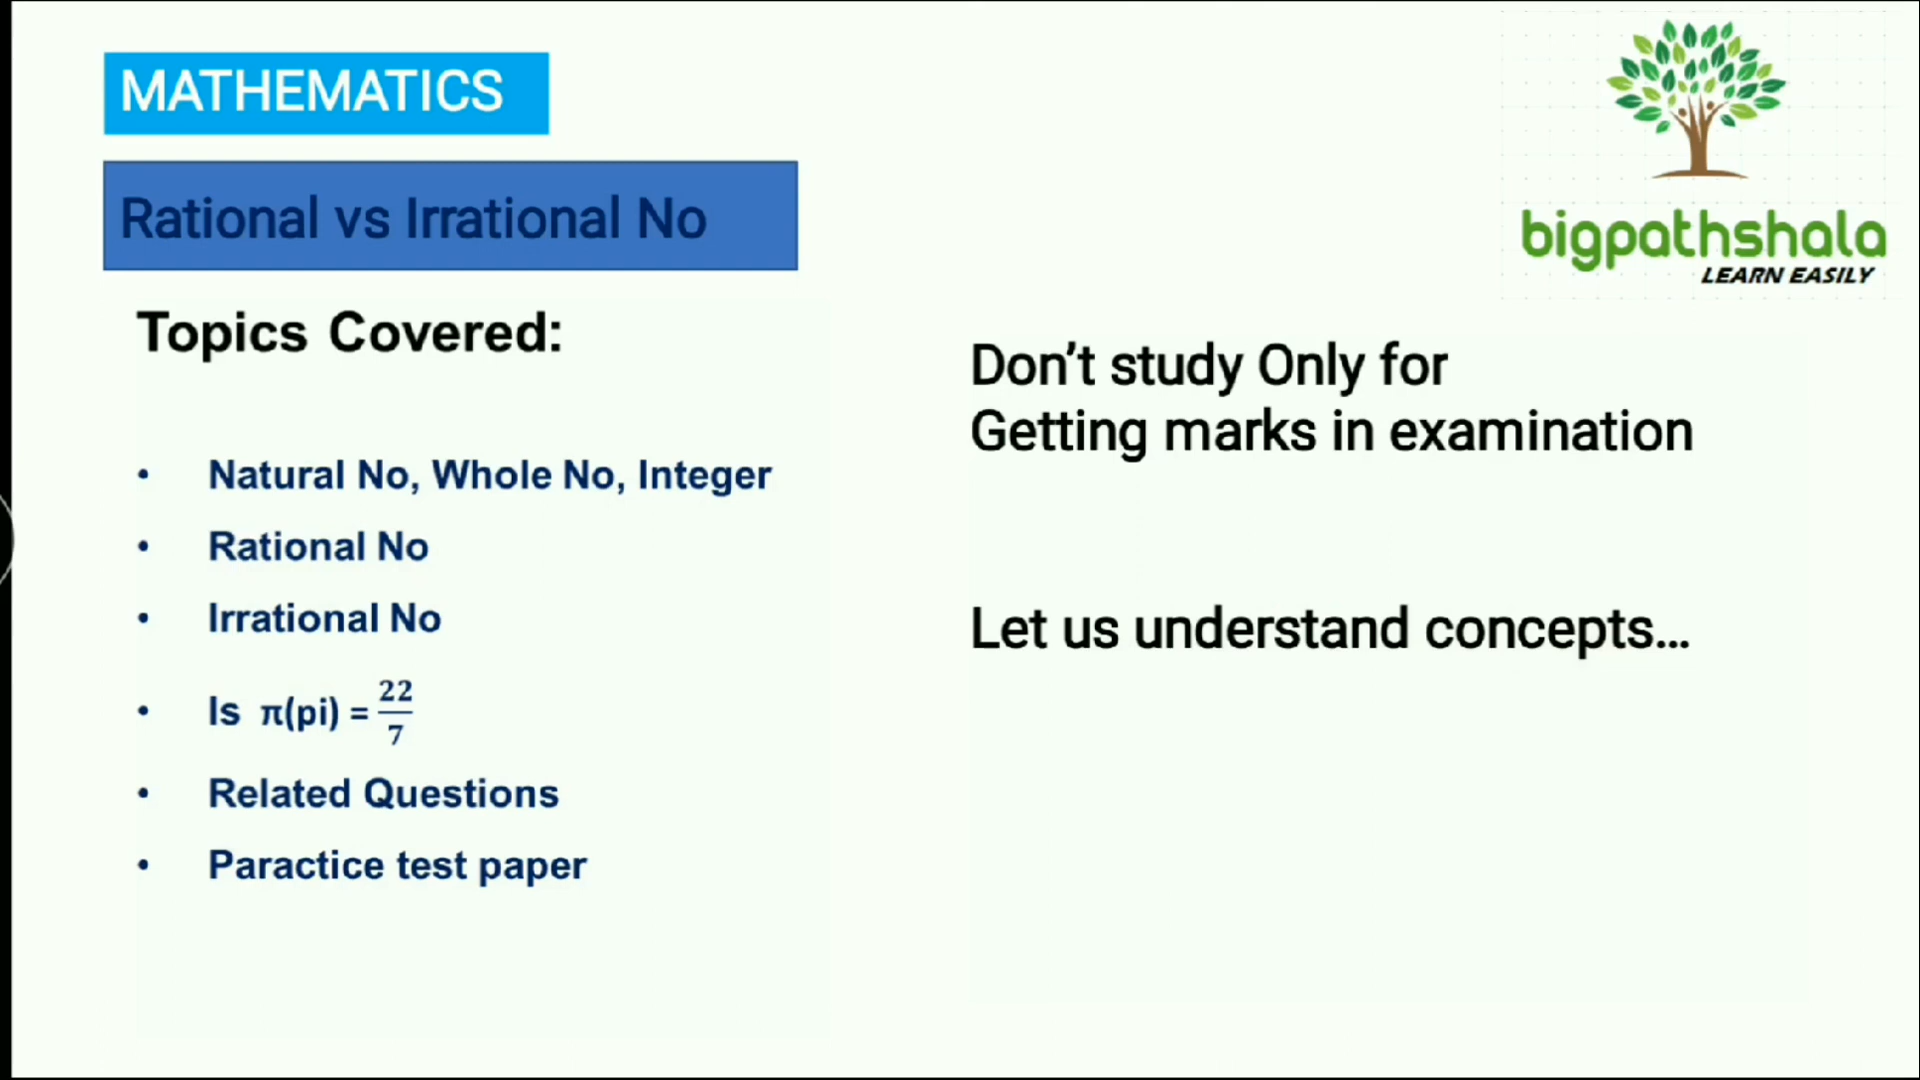 MATHEMATICS
Rational vs Irrational No
Topics Covered:
• Natural No, Whole No, Integer
• Rational No
• Irrational No
• Is π(pi) = 22/7
• Related Questions
• Paractice test paper
bigpathshala
LEARN EASILY
Don’t study Only for
Getting marks in examination
Let us understand concepts...